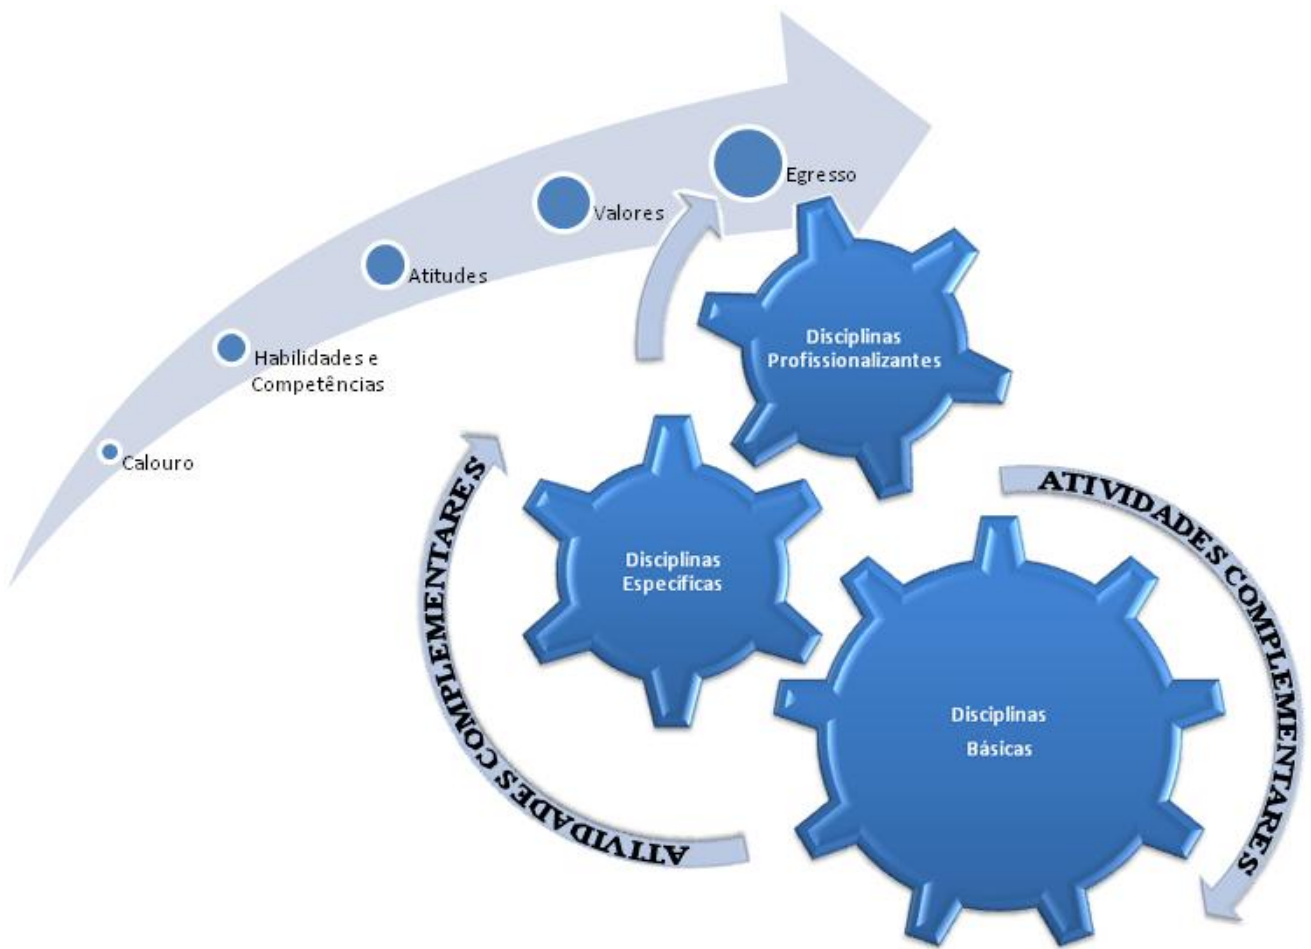 Egresso
Valores
Atitudes
Habilidades e
Competências
Calouro
Disciplinas
Profissionalizantes
Disciplinas
Específicas
Disciplinas
Básicas
ATIVIDADES COMPLEMENTARES
ATIVIDADES COMPLEMENTARES